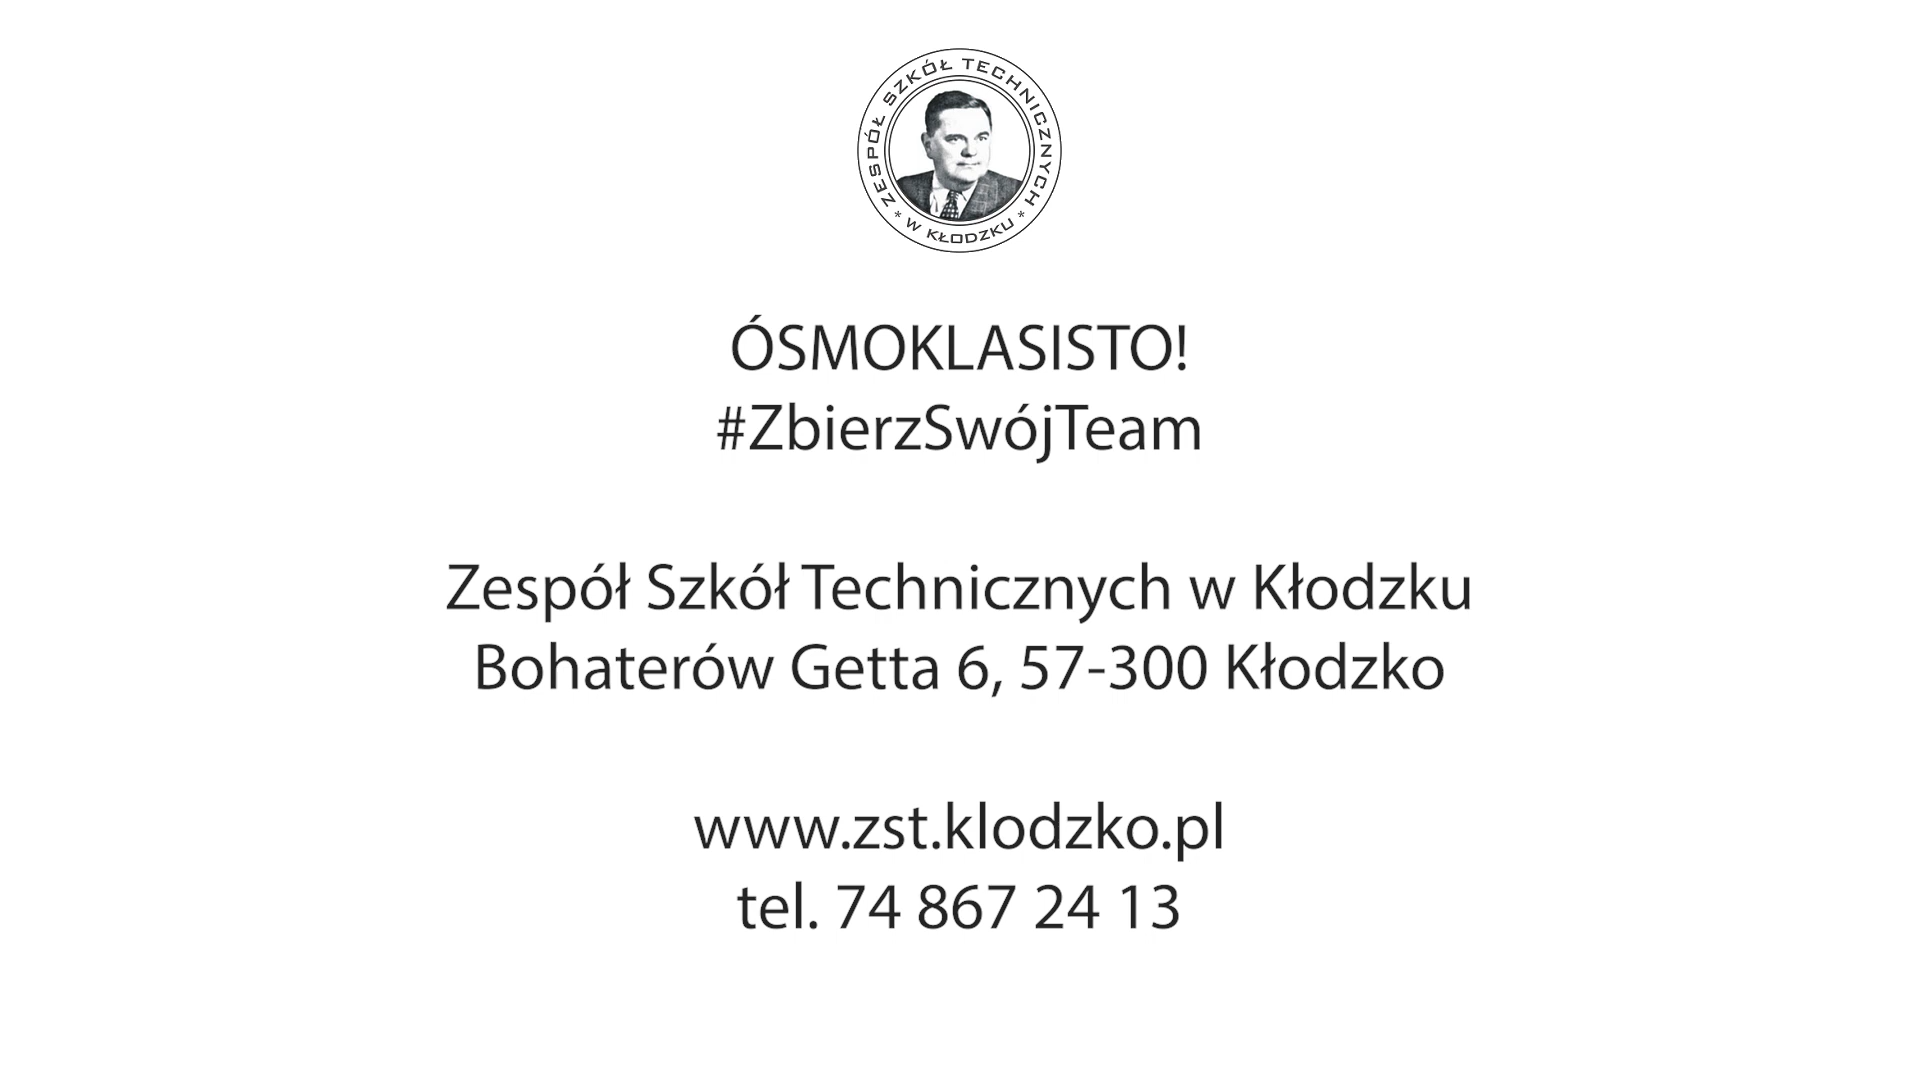 ZESPÓŁ SZKÓŁ TECHNICZNYCH
* W KŁODZKU *
ÓSMOKLASISTO!
#ZbierzSwójTeam
Zespół Szkół Technicznych w Kłodzku
Bohaterów Getta 6, 57-300 Kłodzko
www.zst.klodzko.pl
tel. 74 867 24 13